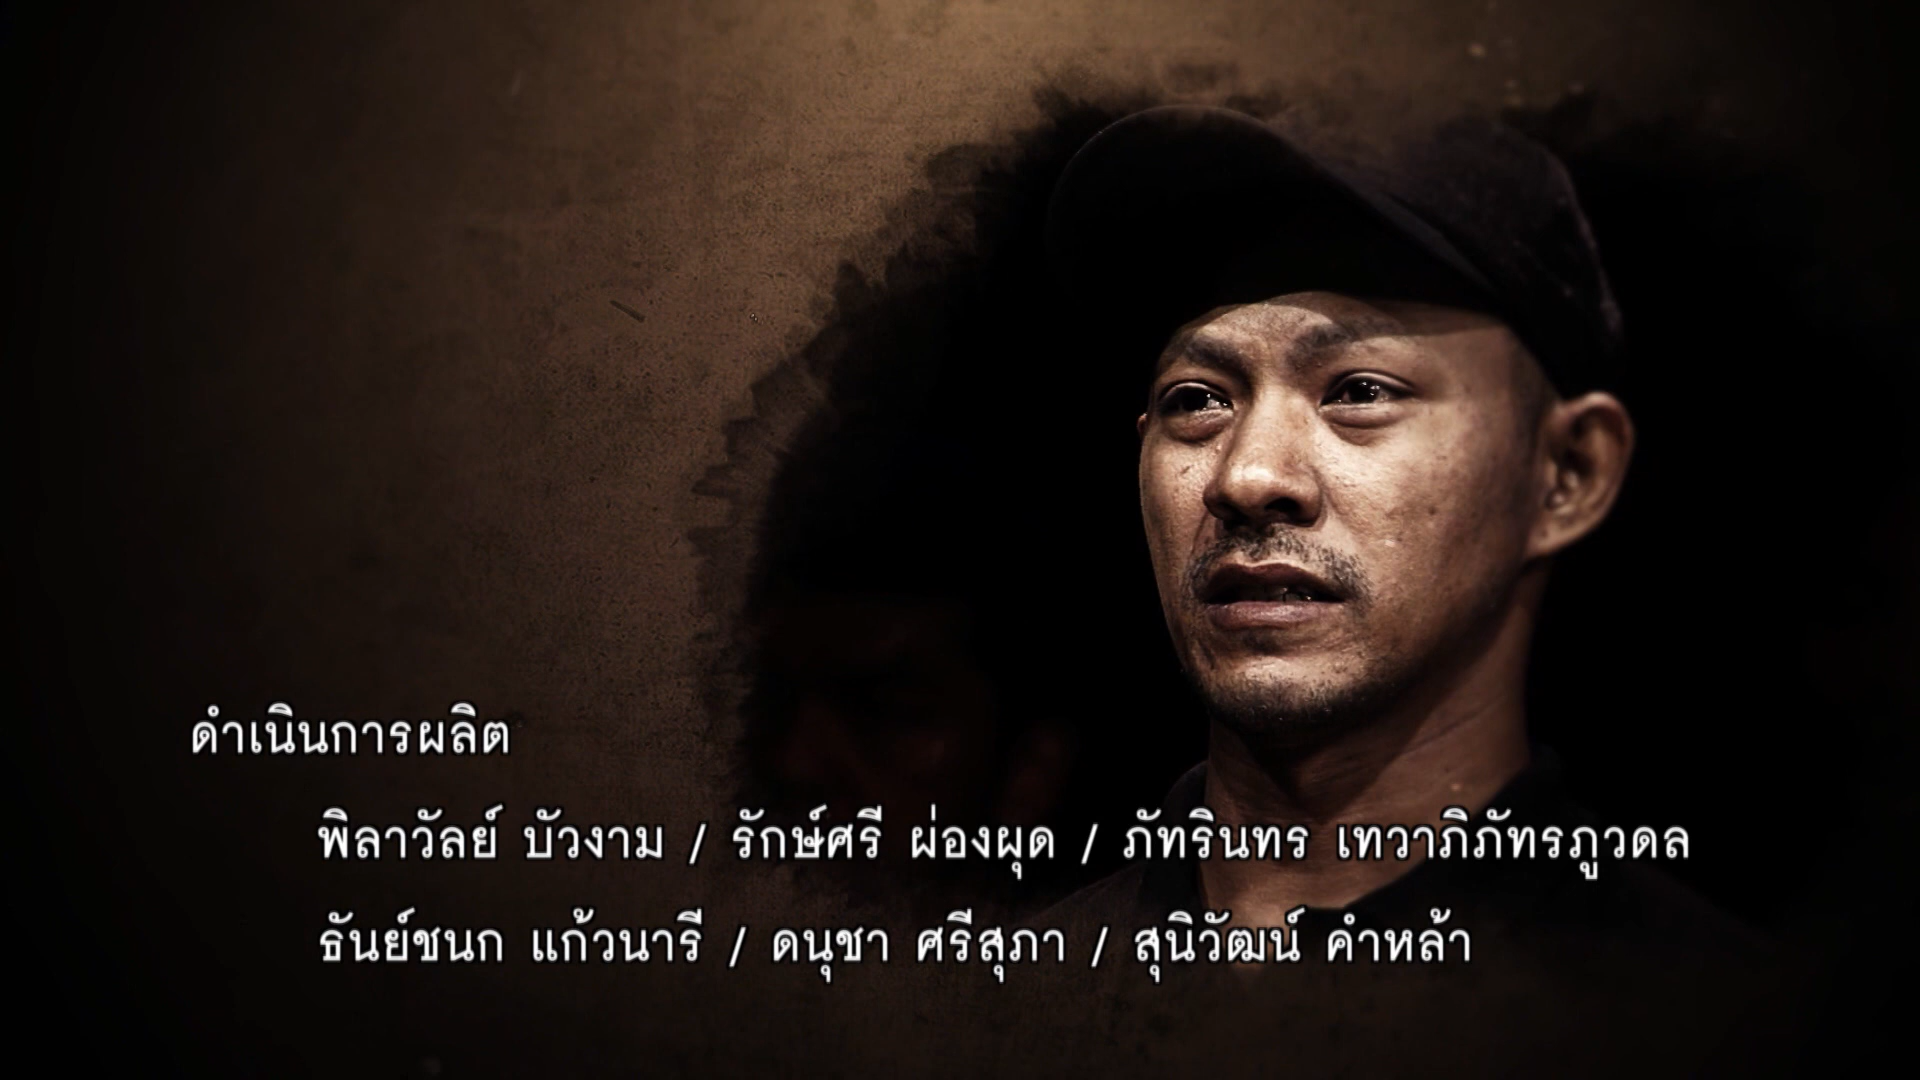 ดำเนินการผลิต
พิลาวัลย์ บัวงาม / รักษ์ศรี ผ่องผุด / ภัทรินทร เทวาภิภัทรภูวดล
ธันย์ชนก แก้วนารี / ดนุชา ศรีสุภา / สุนิวัฒน์ คำหล้า